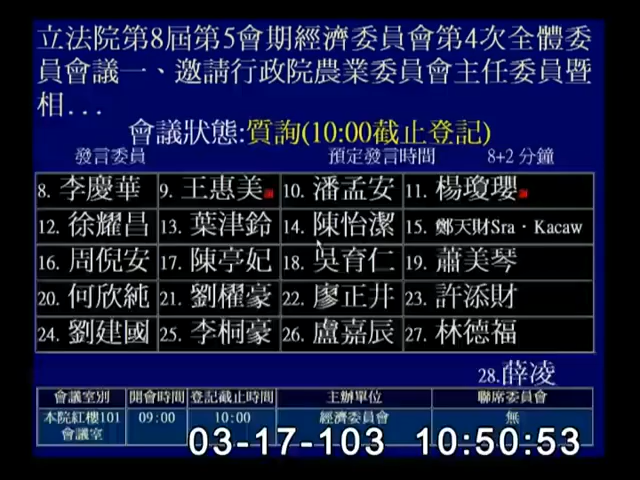 立法院第8屆第5會期經濟委員會第4次全體委
員會議一、邀請行政院農業委員會主任委員暨
相...
會議狀態:質詢(10:00截止登記)
發言委員 預定發言時間 8+2 分鐘
8. 李慶華 9. 王惠美 10. 潘孟安 11. 楊瓊瓔
12. 徐耀昌 13. 葉津鈴 14. 陳怡潔 15. 鄭天財Sra．Kacaw
16. 周倪安 17. 陳亭妃 18. 吳育仁 19. 蕭美琴
20. 何欣純 21. 劉櫂豪 22. 廖正井 23. 許添財
24. 劉建國 25. 李桐豪 26. 盧嘉辰 27. 林德福
28. 薛凌
會議室別 開會時間 登記截止時間 主辦單位 聯席委員會
本院紅樓101 09:00 10:00 經濟委員會 無
會議室
03-17-103 10:50:53